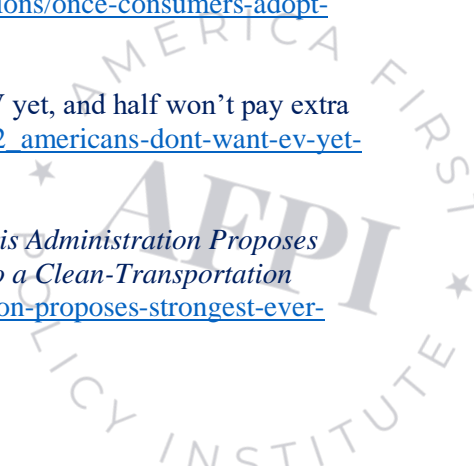 ions/once-consumers-adopt-
yet, and half won’t pay extra
2_americans-dont-want-ev-yet-
is Administration Proposes
o a Clean-Transportation
on-proposes-strongest-ever-
AMERICA FIRST
AFPI
POLICY INSTITUTE